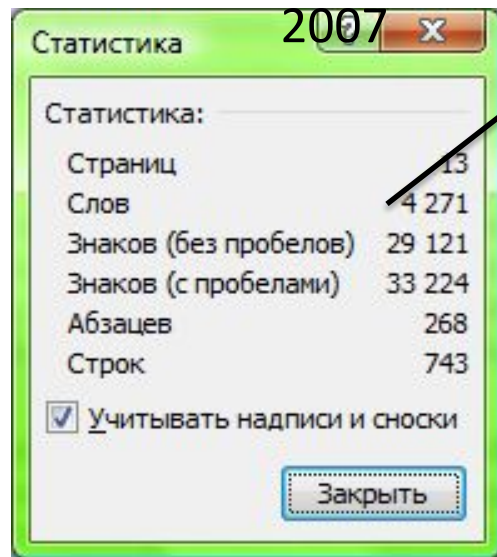 2007
Статистика
Статистика:
Страниц 13
Слов 4 271
Знаков (без пробелов) 29 121
Знаков (с пробелами) 33 224
Абзацев 268
Строк 743
Учитывать надписи и сноски
Закрыть